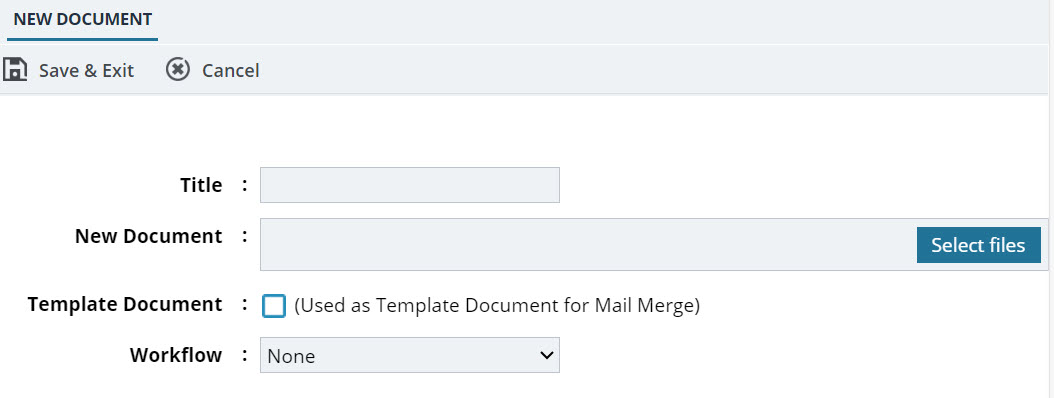 NEW DOCUMENT
Save & Exit Cancel
Title :
New Document : Select files
Template Document : (Used as Template Document for Mail Merge)
Workflow : None